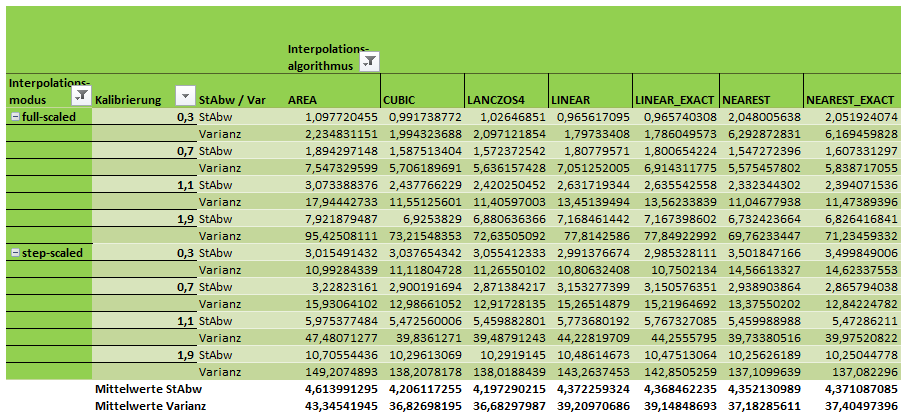 Interpolations-
algorithmus
Interpolations-
modus Kalibrierung StAbw / Var AREA CUBIC LANCZOS4 LINEAR LINEAR_EXACT NEAREST NEAREST_EXACT
full-scaled 0,3 StAbw 1,097720455 0,991738772 1,02646851 0,965617095 0,965740308 2,048005638 2,051924074
Varianz 2,234831151 1,994323688 2,097121854 1,79733408 1,786046573 6,292872831 6,169459828
0,7 StAbw 1,894297148 1,587513404 1,572372542 1,80779571 1,800654224 1,547272396 1,607331297
Varianz 7,547329599 5,706189691 5,636157428 7,051252005 6,914311775 5,575457802 5,838717055
1,1 StAbw 3,073388376 2,437766229 2,420250452 2,631719344 2,635542558 2,332344302 2,394071536
Varianz 17,94442733 11,55125601 11,40597003 13,45139494 13,56233839 11,04677938 11,47389396
1,9 StAbw 7,921879487 6,9253829 6,880636366 7,168461442 7,167398602 6,732423664 6,826416841
Varianz 95,42508111 73,21548353 72,63505092 77,8142586 77,84922992 69,76233447 71,23459332
step-scaled 0,3 StAbw 3,015491432 3,037654342 3,055412333 2,991376674 2,985328111 3,501847166 3,499849006
Varianz 10,99284339 11,11804728 11,26550102 10,80632408 10,7502134 14,56613327 14,62337553
0,7 StAbw 3,22823161 2,900191694 2,871384217 3,153277399 3,150576351 2,938903864 2,865794038
Varianz 15,93064102 12,98661052 12,91728135 15,26514879 15,21964692 13,37550202 12,84224782
1,1 StAbw 5,975377484 5,472560006 5,459882801 5,773680192 5,767327085 5,459988988 5,47286211
Varianz 47,48071277 39,8361271 39,48791243 44,22819709 44,2555795 39,73380516 39,97520822
1,9 StAbw 10,70554436 10,29613069 10,2919145 10,48614673 10,47513064 10,25626189 10,25044778
Varianz 149,2074893 138,2078178 138,0188439 143,2637453 142,8505259 137,1099639 137,082296
Mittelwerte StAbw 4,613991295 4,206117255 4,197290215 4,372259324 4,368462235 4,352130989 4,371087085
Mittelwerte Varianz 43,34541945 36,82698195 36,68297987 39,20970686 39,14848693 37,18285611 37,40497396